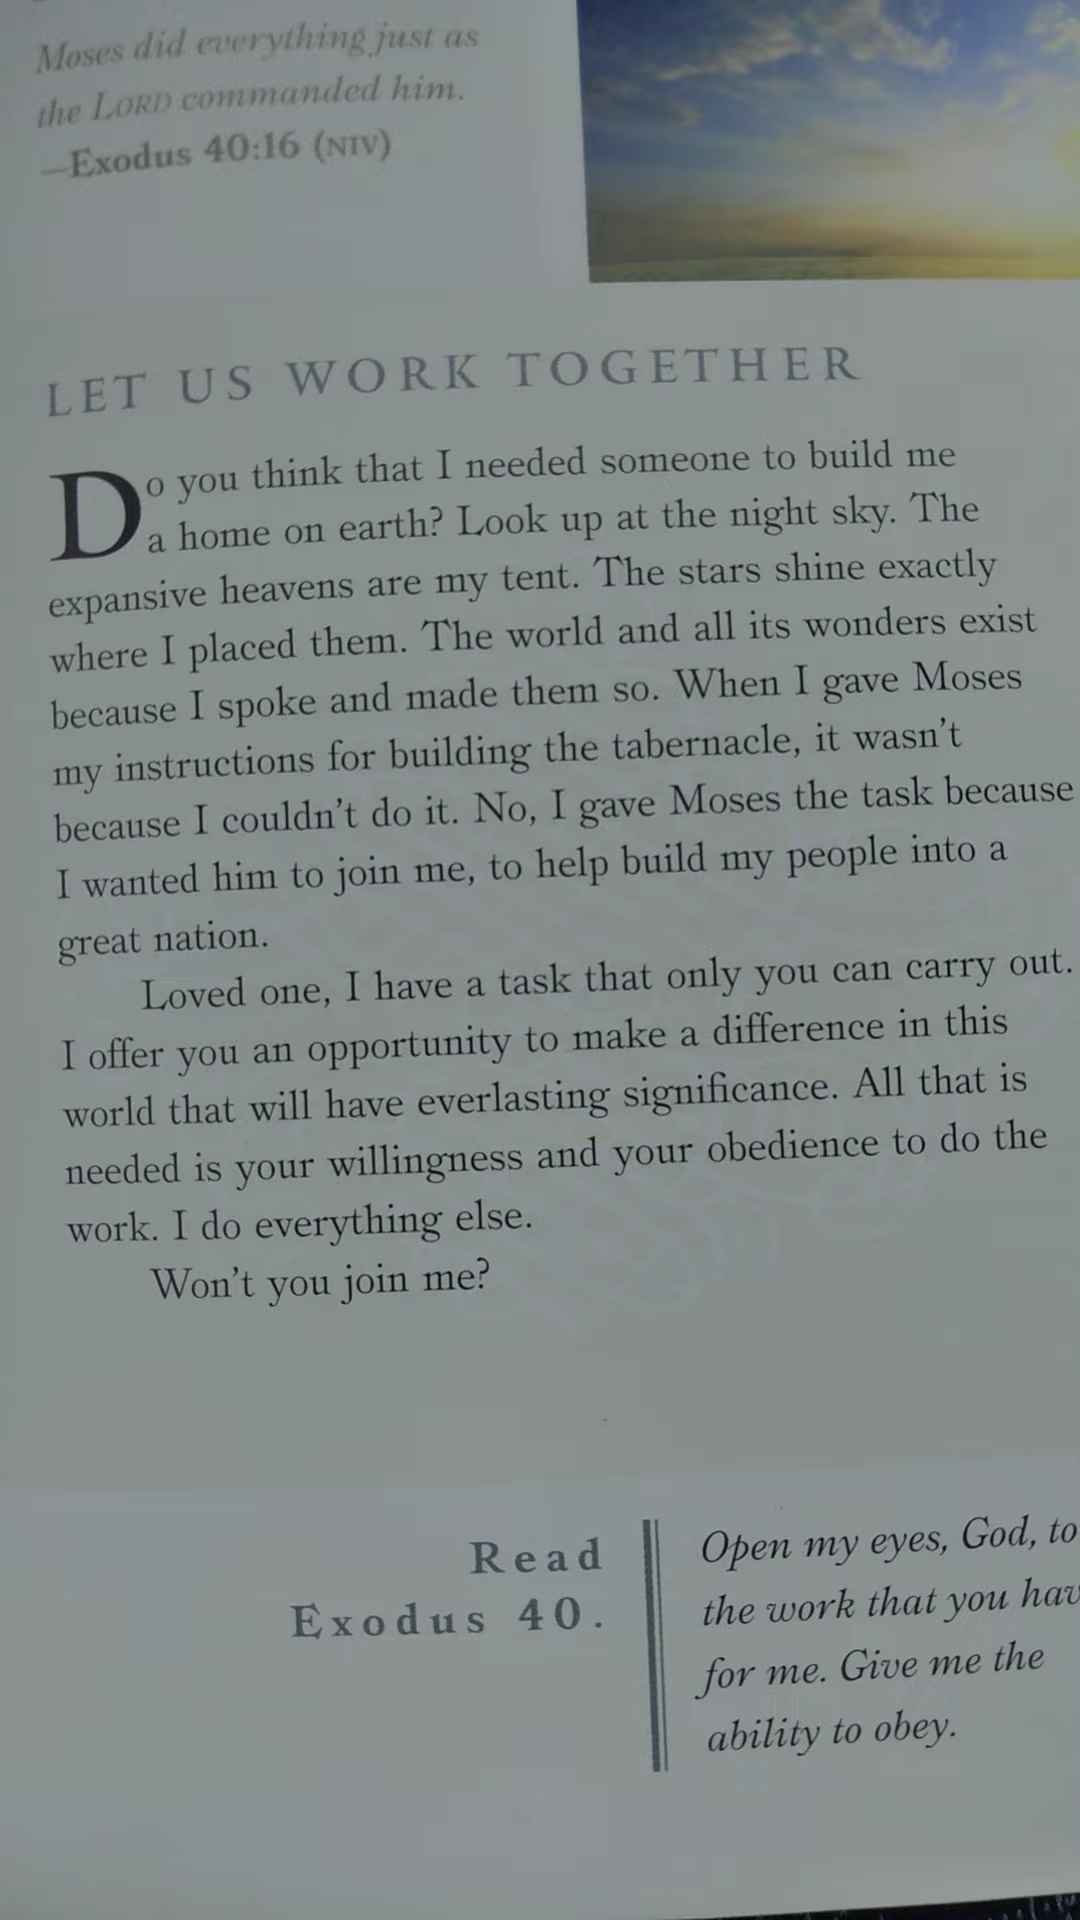 Moses did everything just as
the LORD commanded him.
—Exodus 40:16 (NIV)
LET US WORK TOGETHER
Do you think that I needed someone to build me
a home on earth? Look up at the night sky. The
expansive heavens are my tent. The stars shine exactly
where I placed them. The world and all its wonders exist
because I spoke and made them so. When I gave Moses
my instructions for building the tabernacle, it wasn't
because I couldn't do it. No, I gave Moses the task because
I wanted him to join me, to help build my people into a
great nation.
Loved one, I have a task that only you can carry out.
I offer you an opportunity to make a difference in this
world that will have everlasting significance. All that is
needed is your willingness and your obedience to do the
work. I do everything else.
Won't you join me?
Read
Exodus 40.
Open my eyes, God, to
the work that you hav
for me. Give me the
ability to obey.